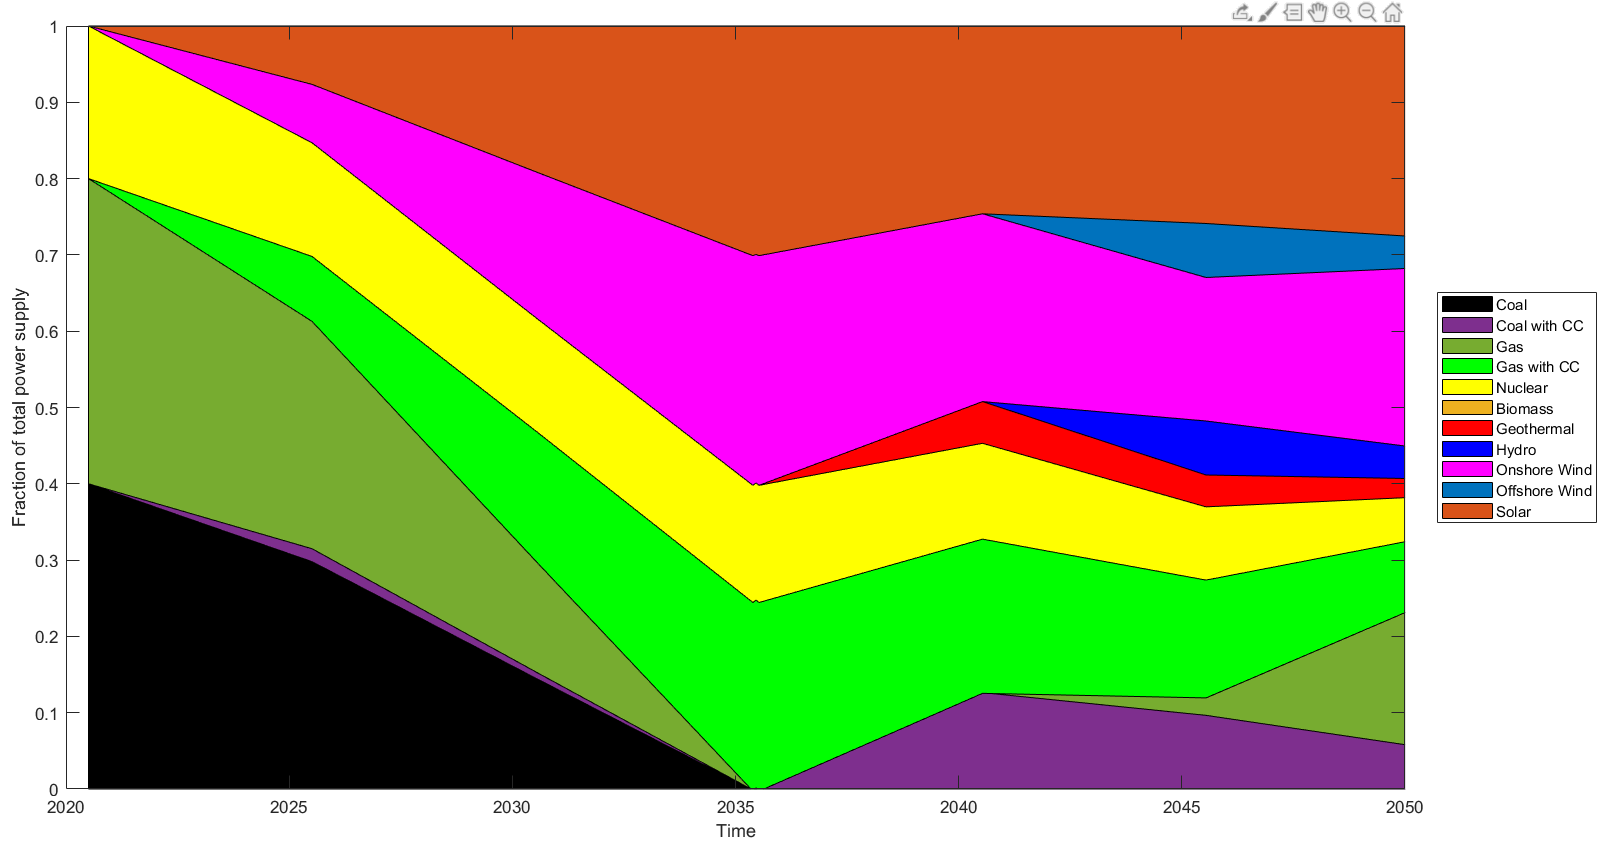 1
0.9
0.8
0.7
0.6
0.5
0.4
0.3
0.2
0.1
0
Fraction of total power supply
2020 2025 2030 2035 2040 2045 2050
Time
Coal
Coal with CC
Gas
Gas with CC
Nuclear
Biomass
Geothermal
Hydro
Onshore Wind
Offshore Wind
Solar